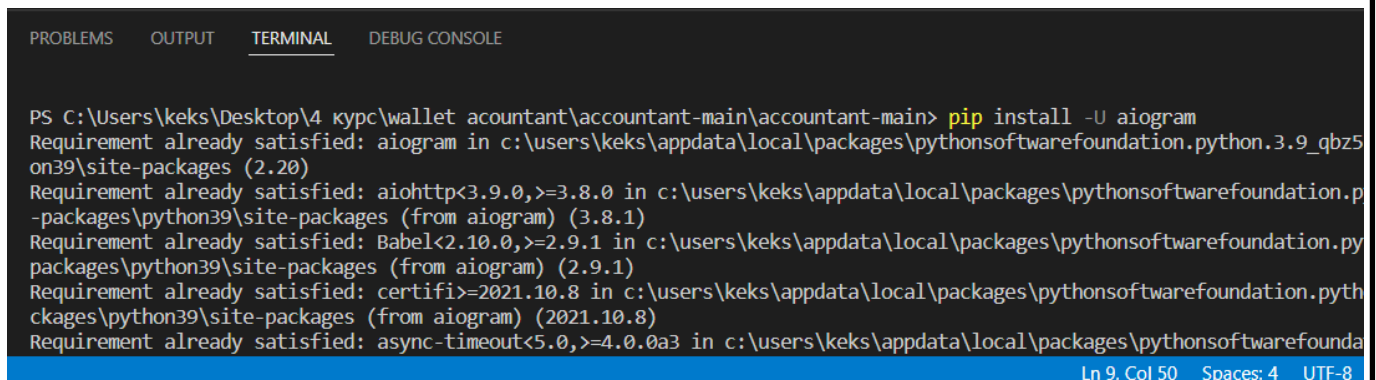 PROBLEMS OUTPUT TERMINAL DEBUG CONSOLE
PS C:\Users\keks\Desktop\4 курс\wallet acountant\accountant-main\accountant-main> pip install -U aiogram
Requirement already satisfied: aiogram in c:\users\keks\appdata\local\packages\pythonsoftwarefoundation.python.3.9_qbz5
on39\site-packages (2.20)
Requirement already satisfied: aiohttp<3.9.0,>=3.8.0 in c:\users\keks\appdata\local\packages\pythonsoftwarefoundation.p
-packages\python39\site-packages (from aiogram) (3.8.1)
Requirement already satisfied: Babel<2.10.0,>=2.9.1 in c:\users\keks\appdata\local\packages\pythonsoftwarefoundation.py
packages\python39\site-packages (from aiogram) (2.9.1)
Requirement already satisfied: certifi>=2021.10.8 in c:\users\keks\appdata\local\packages\pythonsoftwarefoundation.pyth
ckages\python39\site-packages (from aiogram) (2021.10.8)
Requirement already satisfied: async-timeout<5.0,>=4.0.0a3 in c:\users\keks\appdata\local\packages\pythonsoftwarefounda
Ln 9, Col 50 Spaces: 4 UTF-8